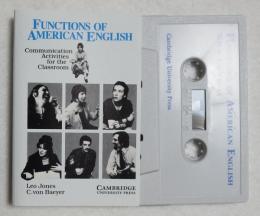 FUNCTIONS OF
AMERICAN ENGLISH
Communication
Activities
for the
Classroom
Leo Jones
C. von Baeyer
CAMBRIDGE
UNIVERSITY PRESS
AMERICAN ENGLISH
Cambridge University Press